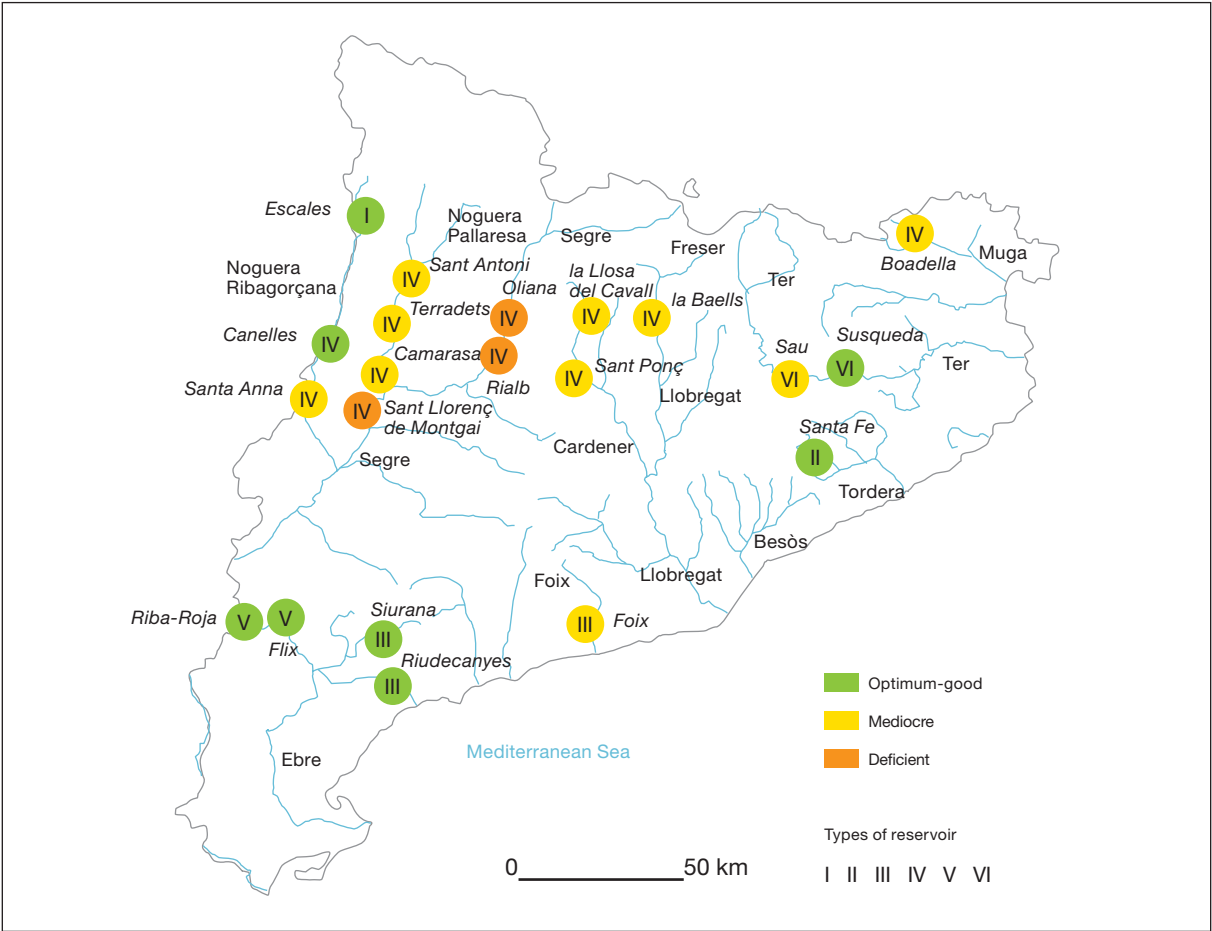 Escales
I
Noguera
Pallaresa
Segre
Freser
IV
Boadella
Muga
Noguera
Ribagorçana
Sant Antoni
IV
Oliana
IV
la Llosa
del Cavall
IV
la Baells
IV
Ter
Terradets
IV
Canelles
IV
Camarasa
IV
IV
Rialb
Sant Ponç
IV
Sau
VI
Susqueda
VI
Ter
Santa Anna
IV
IV
Sant Llorenç
de Montgai
Llobregat
Segre
Cardener
Santa Fe
II
Tordera
Besòs
Llobregat
Foix
Riba-Roja
V
V
Flix
Siurana
III
Riudecanyes
III
III
Foix
Ebre
Mediterranean Sea
Optimum-good
Mediocre
Deficient
Types of reservoir
I II III IV V VI
0 50 km